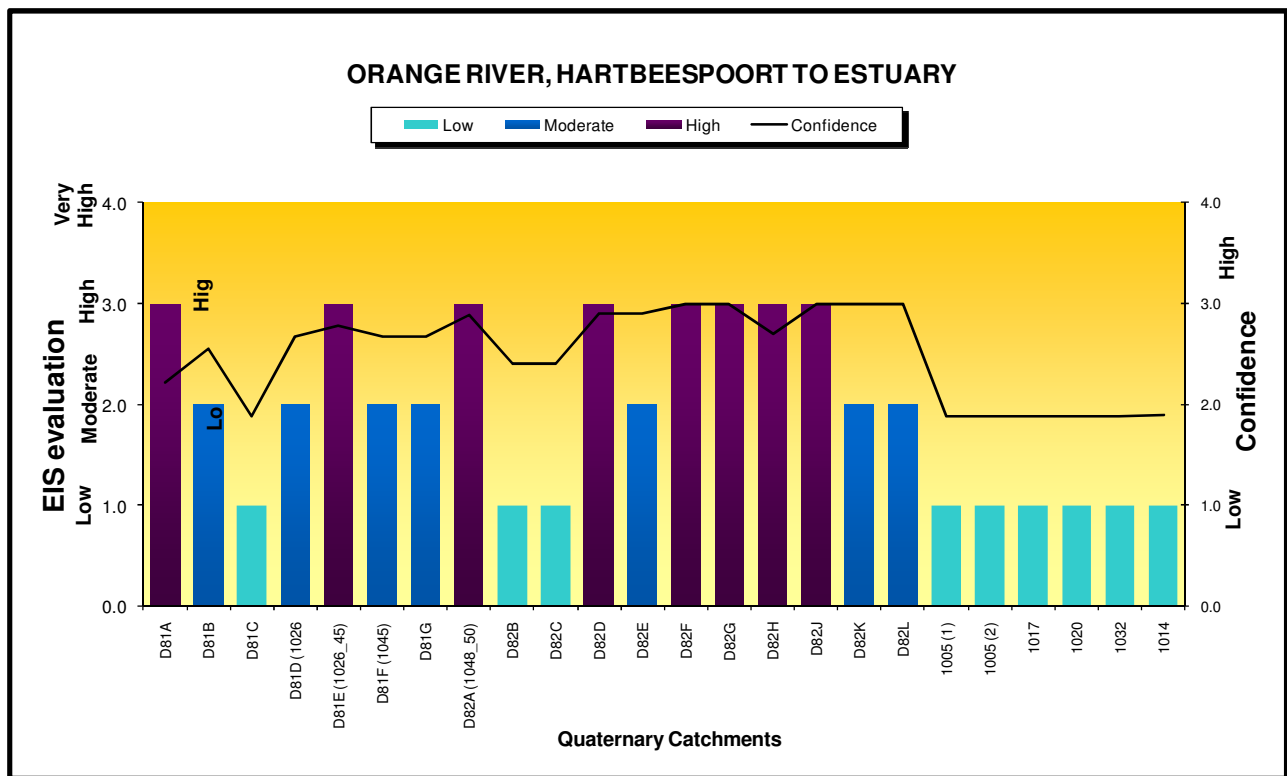 ORANGE RIVER, HARTBEESPOORT TO ESTUARY
Low Moderate High Confidence
EIS evaluation
Very High
High
Moderate
Low
4.0
3.0
2.0
1.0
0.0
Hig
Lo
4.0
3.0
2.0
1.0
0.0
High
Low
Confidence
D81A
D81B
D81C
D81D (1026
D81E (1026_45)
D81F (1045)
D81G
D82A (1048_50)
D82B
D82C
D82D
D82E
D82F
D82G
D82H
D82J
D82K
D82L
1005 (1)
1005 (2)
1017
1020
1032
1014
Quaternary Catchments